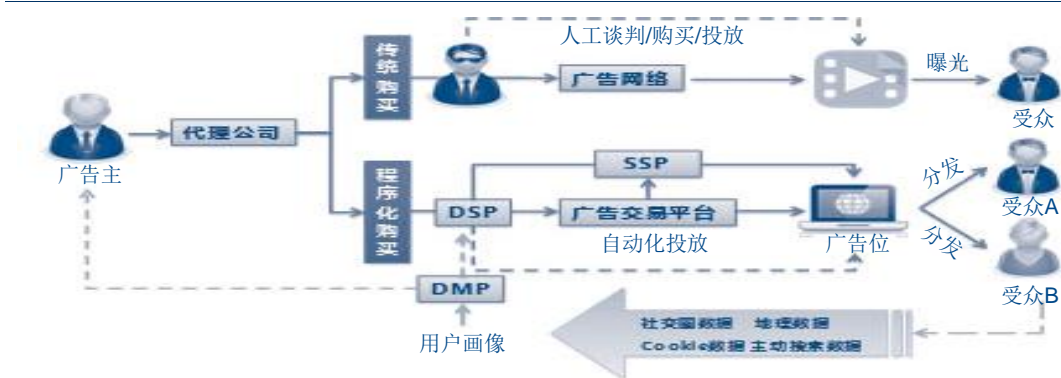 人工谈判/购买/投放
传统购买
广告网络
曝光
受众
代理公司
广告主
程序化购买
SSP
DSP
广告交易平台
自动化投放
广告位
分发
受众A
分发
受众B
DMP
用户画像
社交圈数据 地理数据
Cookie数据 主动搜索数据